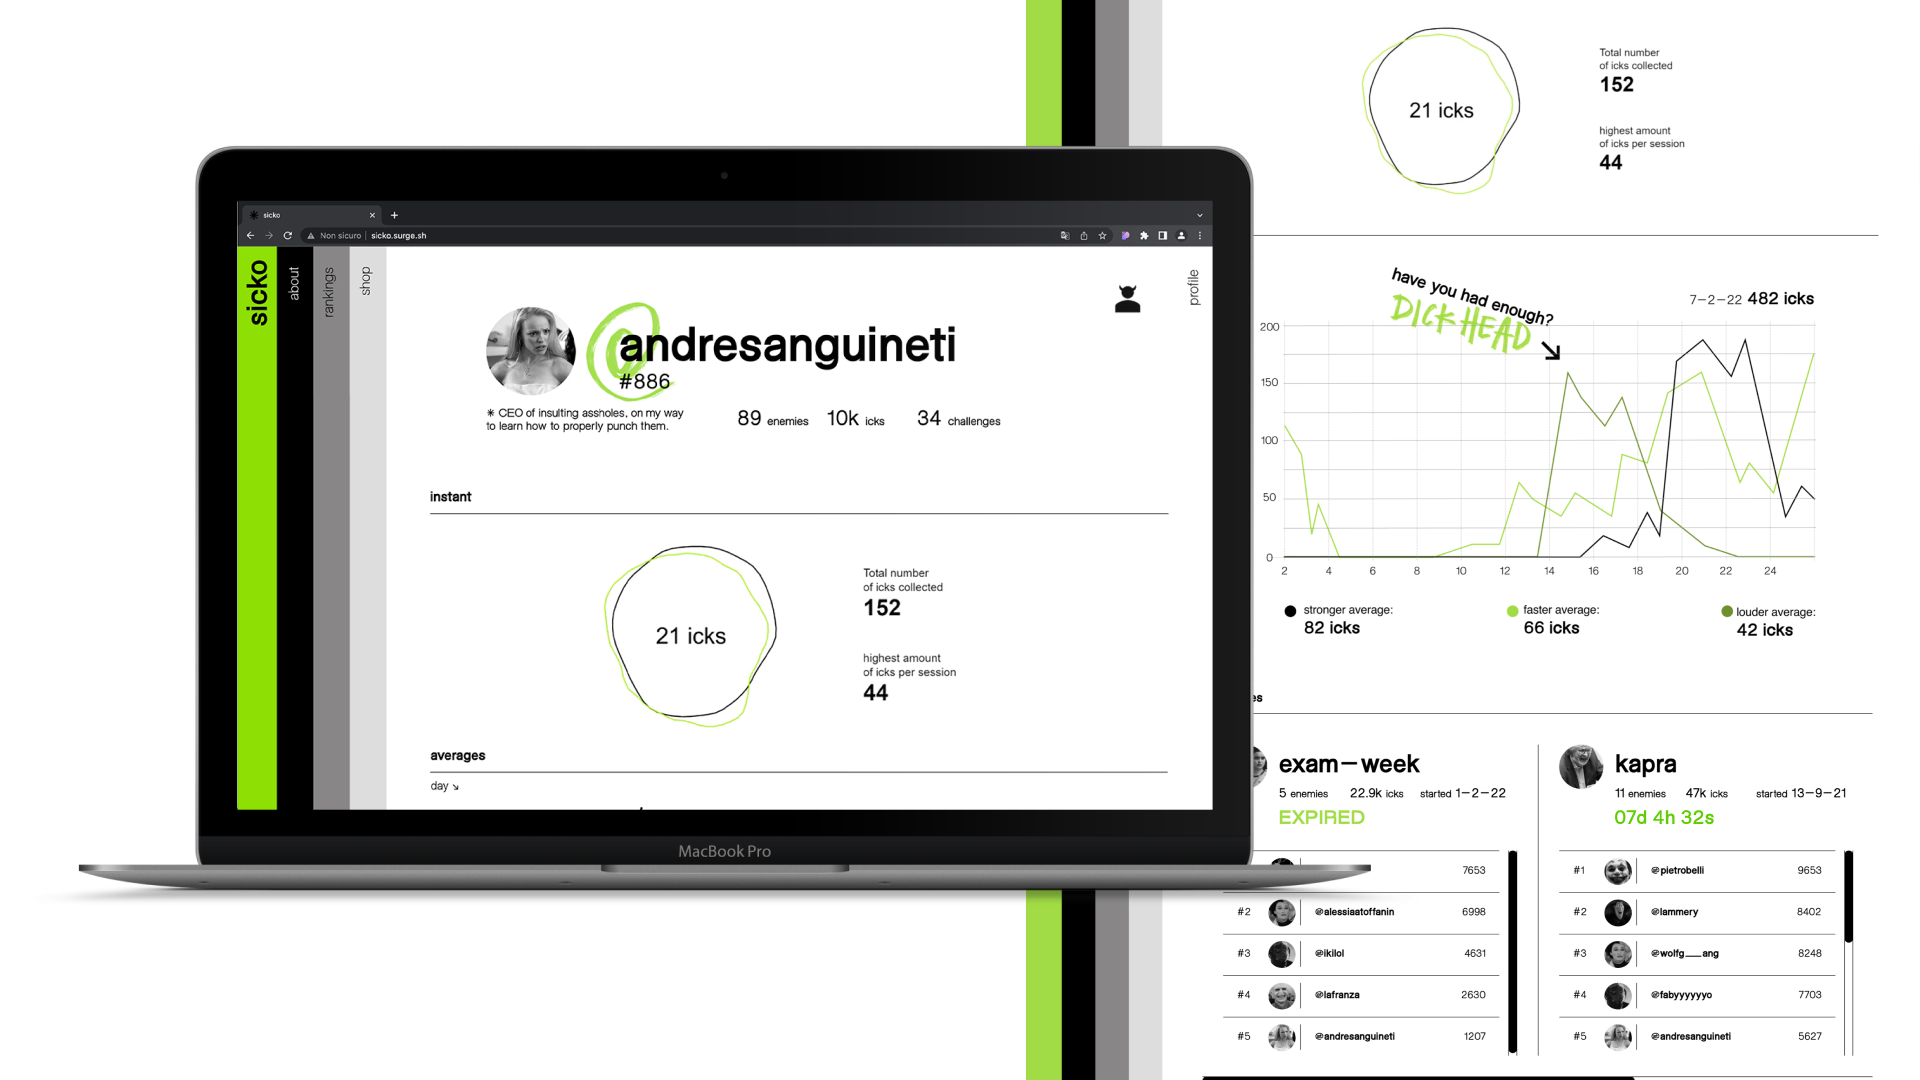 sicko
Non sicuro | sicko.surge.sh
sicko
about
rankings
shop
profile
@andresanguineti
#886
✳ CEO of insulting assholes, on my way
to learn how to properly punch them.
89 enemies 10k icks 34 challenges
instant
21 icks
Total number
of icks collected
152
highest amount
of icks per session
44
averages
day ↘
MacBook Pro
21 icks
Total number
of icks collected
152
highest amount
of icks per session
44
have you had enough?
DICKHEAD
7–2–22 482 icks
200
150
100
50
0
2 4 6 8 10 12 14 16 18 20 22 24
stronger average:
82 icks
faster average:
66 icks
louder average:
42 icks
es
exam—week
5 enemies 22.9k icks started 1–2–22
EXPIRED
7653
#2 @alessiaatoffanin 6998
#3 @ikilol 4631
#4 @lafranza 2630
#5 @andresanguineti 1207
kapra
11 enemies 47k icks started 13–9–21
07d 4h 32s
#1 @pietrobelli 9653
#2 @lammery 8402
#3 @wolfg___ang 8248
#4 @fabyyyyyyo 7703
#5 @andresanguineti 5627